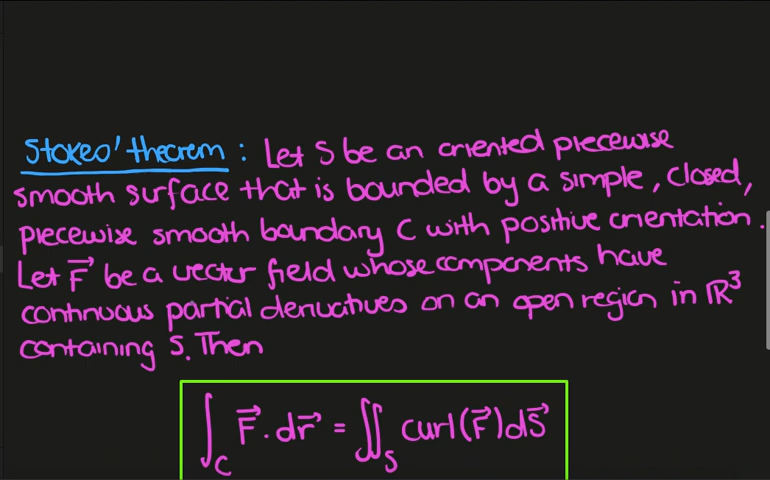 Stokes' theorem : Let S be an oriented piecewise
smooth surface that is bounded by a simple, closed,
piecewise smooth boundary C with positive orientation.
Let F⃗ be a vector field whose components have
continuous partial derivatives on an open region in ℝ³
containing S. Then
∫_C F⃗ . dr⃗ = ∬_S curl(F⃗) dS⃗